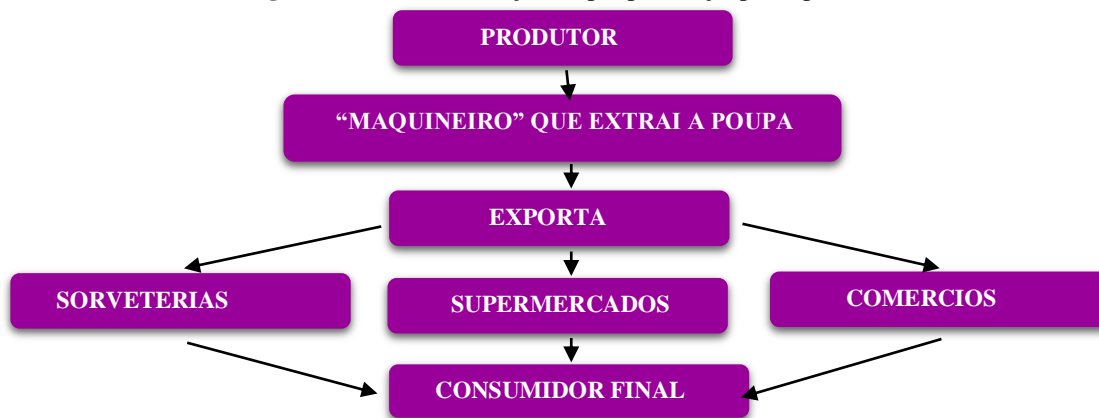 PRODUTOR
“MAQUINEIRO” QUE EXTRAI A POUPA
EXPORTA
SORVETERIAS
SUPERMERCADOS
COMERCIOS
CONSUMIDOR FINAL